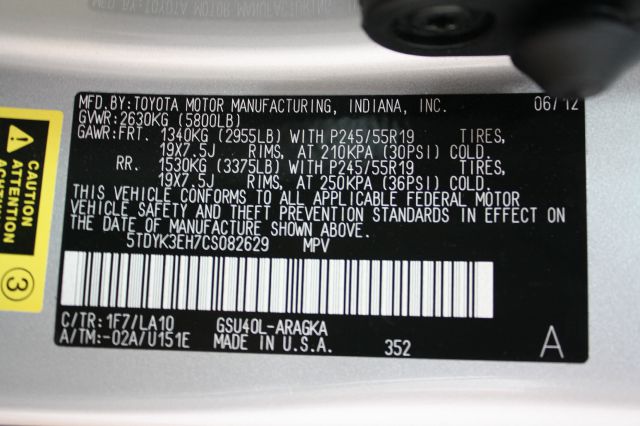 MFD.BY:TOYOTA MOTOR MANUFACTURING, INDIANA, INC. 06/12
GVWR:2630KG (5800LB)
GAWR:FRT. 1340KG (2955LB) WITH P245/55R19 TIRES,
19X7.5J RIMS, AT 210KPA (30PSI) COLD.
RR. 1530KG (3375LB) WITH P245/55R19 TIRES,
19X7.5J RIMS, AT 250KPA (36PSI) COLD.
THIS VEHICLE CONFORMS TO ALL APPLICABLE FEDERAL MOTOR
VEHICLE SAFETY AND THEFT PREVENTION STANDARDS IN EFFECT ON
THE DATE OF MANUFACTURE SHOWN ABOVE.
5TDYK3EH7CS082629 MPV
C/TR:1F7/LA10 GSU40L-ARAGKA
A/TM:-02A/U151E MADE IN U.S.A. 352 A
CAUTION
ATTENTION
ACHTUNG
3